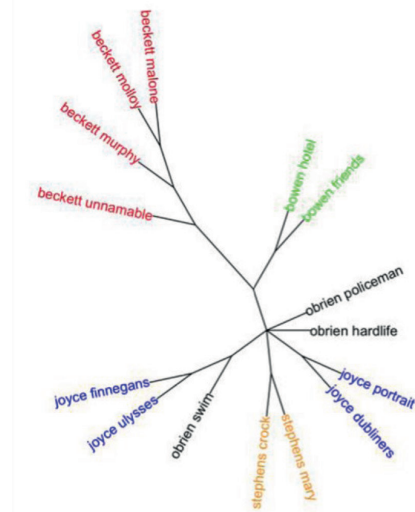 beckett malone
beckett molloy
beckett murphy
beckett unnamable
bowen hotel
bowen friends
obrien policeman
obrien hardlife
joyce portrait
joyce dubliners
stephens mary
stephens crock
obrien swim
joyce ulysses
joyce finnegans